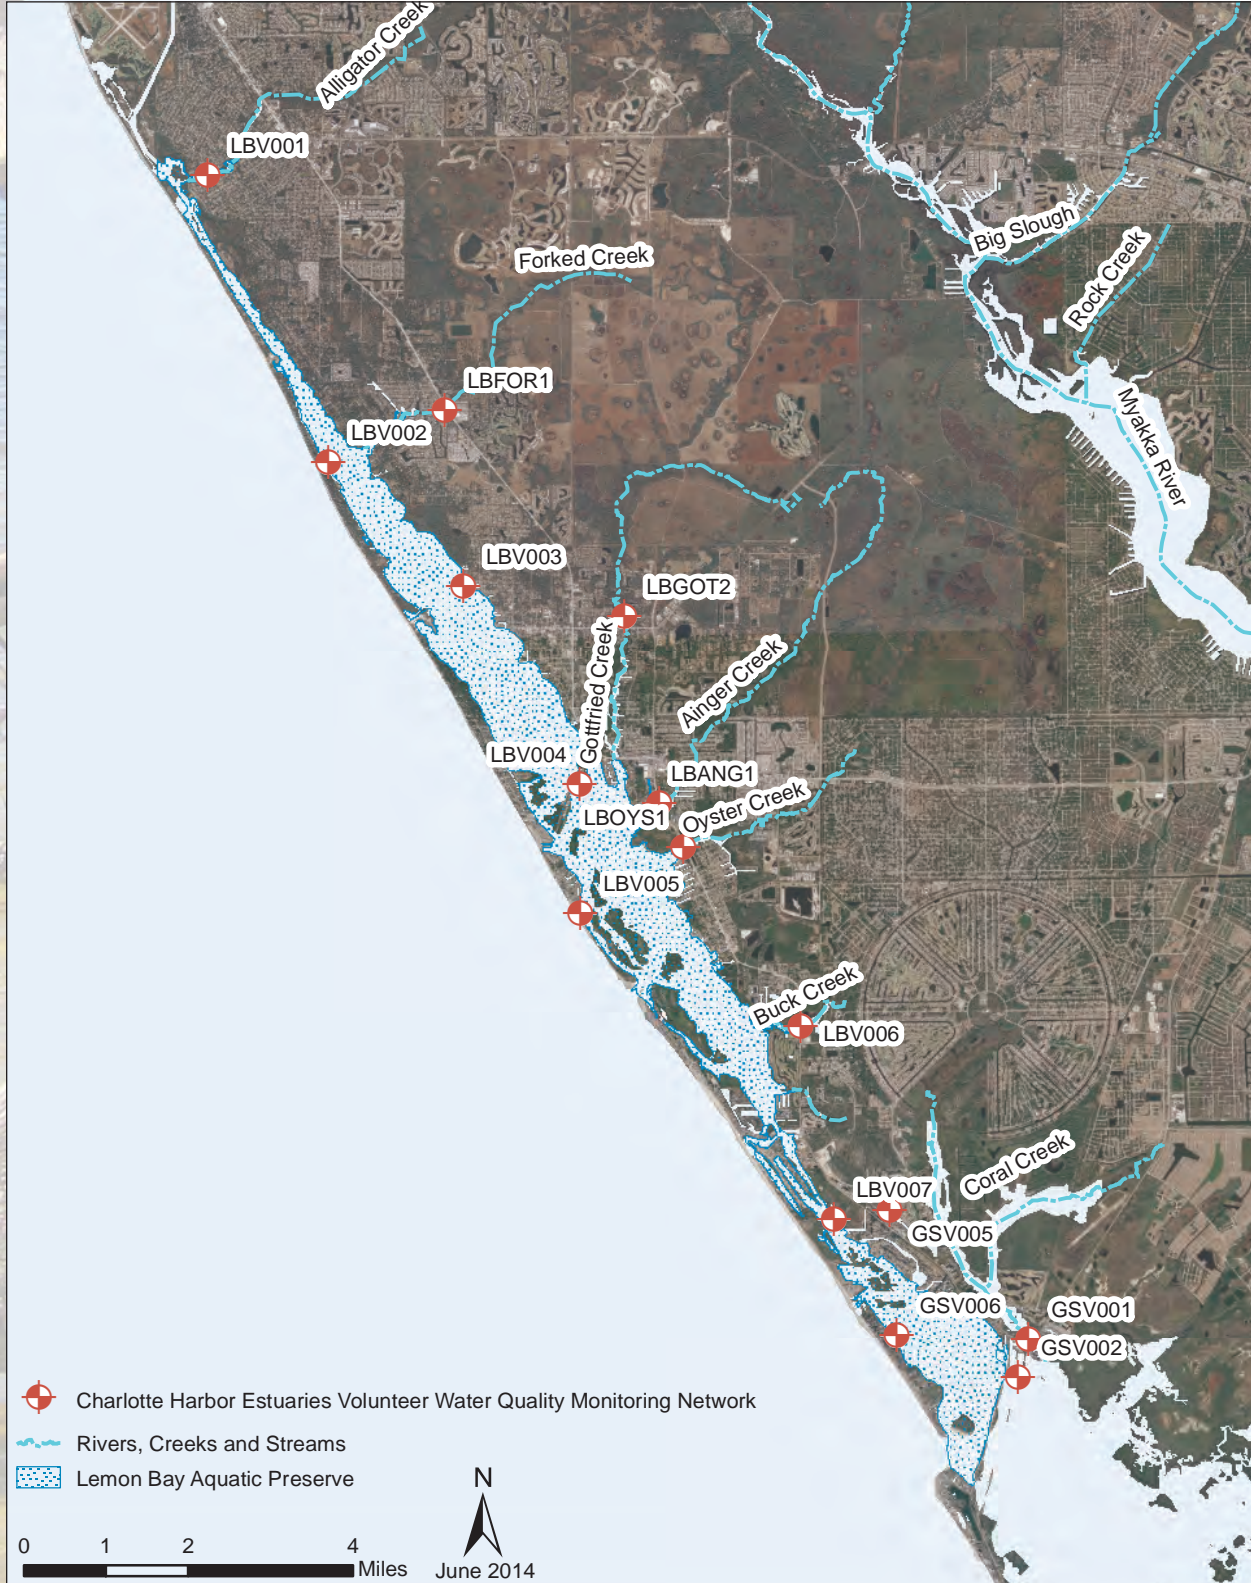 Alligator Creek
LBV001
Big Slough
Forked Creek
Rock Creek
LBFOR1
LBV002
Myakka River
LBV003
LBGOT2
Gottfried Creek
Ainger Creek
LBV004
LBANG1
LBOYS1
Oyster Creek
LBV005
Buck Creek
LBV006
Coral Creek
LBV007
GSV005
GSV006
GSV001
GSV002
Charlotte Harbor Estuaries Volunteer Water Quality Monitoring Network
Rivers, Creeks and Streams
Lemon Bay Aquatic Preserve
N
0 1 2 4
Miles
June 2014